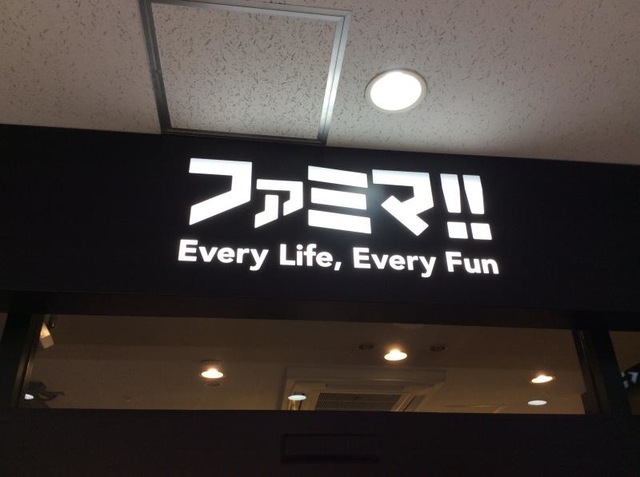 ファミマ!!
Every Life, Every Fun